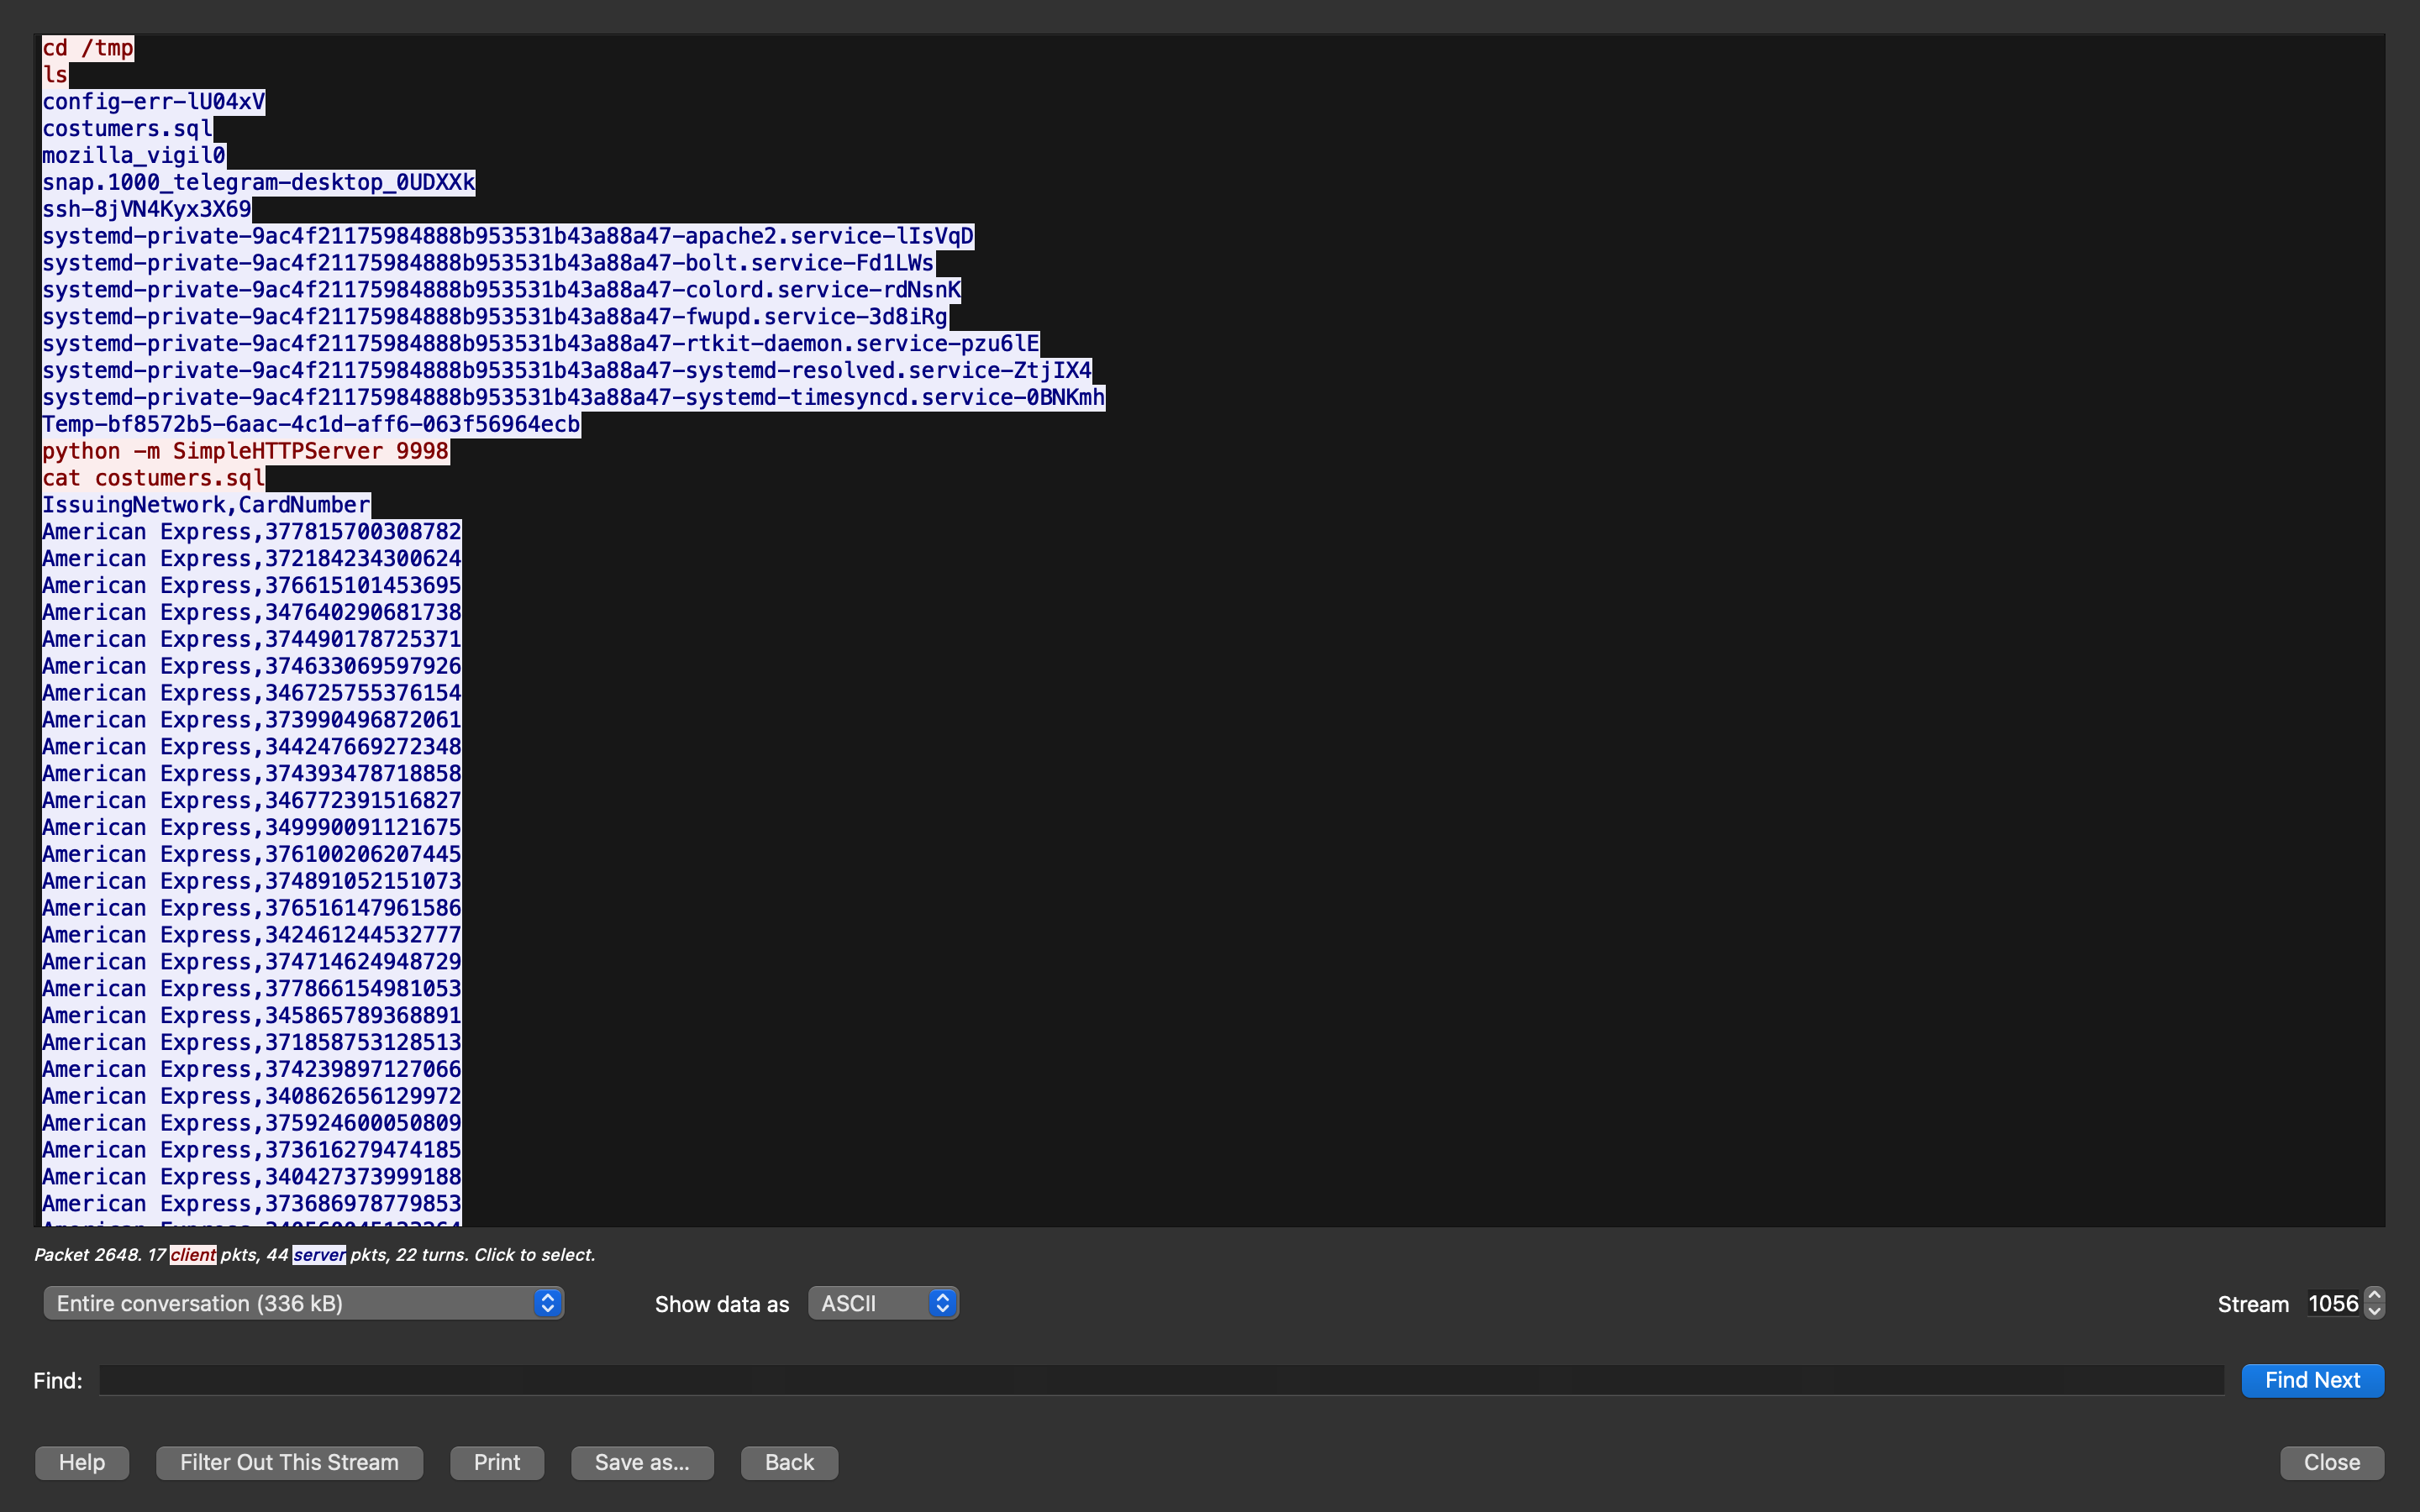 cd /tmp
ls
config-err-lU04xV
costumers.sql
mozilla_vigil0
snap.1000_telegram-desktop_0UDXXk
ssh-8jVN4Kyx3X69
systemd-private-9ac4f21175984888b953531b43a88a47-apache2.service-lIsVqD
systemd-private-9ac4f21175984888b953531b43a88a47-bolt.service-Fd1LWs
systemd-private-9ac4f21175984888b953531b43a88a47-colord.service-rdNsnK
systemd-private-9ac4f21175984888b953531b43a88a47-fwupd.service-3d8iRg
systemd-private-9ac4f21175984888b953531b43a88a47-rtkit-daemon.service-pzu6lE
systemd-private-9ac4f21175984888b953531b43a88a47-systemd-resolved.service-ZtjIX4
systemd-private-9ac4f21175984888b953531b43a88a47-systemd-timesyncd.service-0BNKmh
Temp-bf8572b5-6aac-4c1d-aff6-063f56964ecb
python -m SimpleHTTPServer 9998
cat costumers.sql
IssuingNetwork,CardNumber
American Express,377815700308782
American Express,372184234300624
American Express,376615101453695
American Express,347640290681738
American Express,374490178725371
American Express,374633069597926
American Express,346725755376154
American Express,373990496872061
American Express,344247669272348
American Express,374393478718858
American Express,346772391516827
American Express,349990091121675
American Express,376100206207445
American Express,374891052151073
American Express,376516147961586
American Express,342461244532777
American Express,374714624948729
American Express,377866154981053
American Express,345865789368891
American Express,371858753128513
American Express,374239897127066
American Express,340862656129972
American Express,375924600050809
American Express,373616279474185
American Express,340427373999188
American Express,373686978779853
American Express,
Packet 2648. 17 client pkts, 44 server pkts, 22 turns. Click to select.
Entire conversation (336 kB) Show data as ASCII Stream 1056
Find: Find Next
Help Filter Out This Stream Print Save as... Back Close